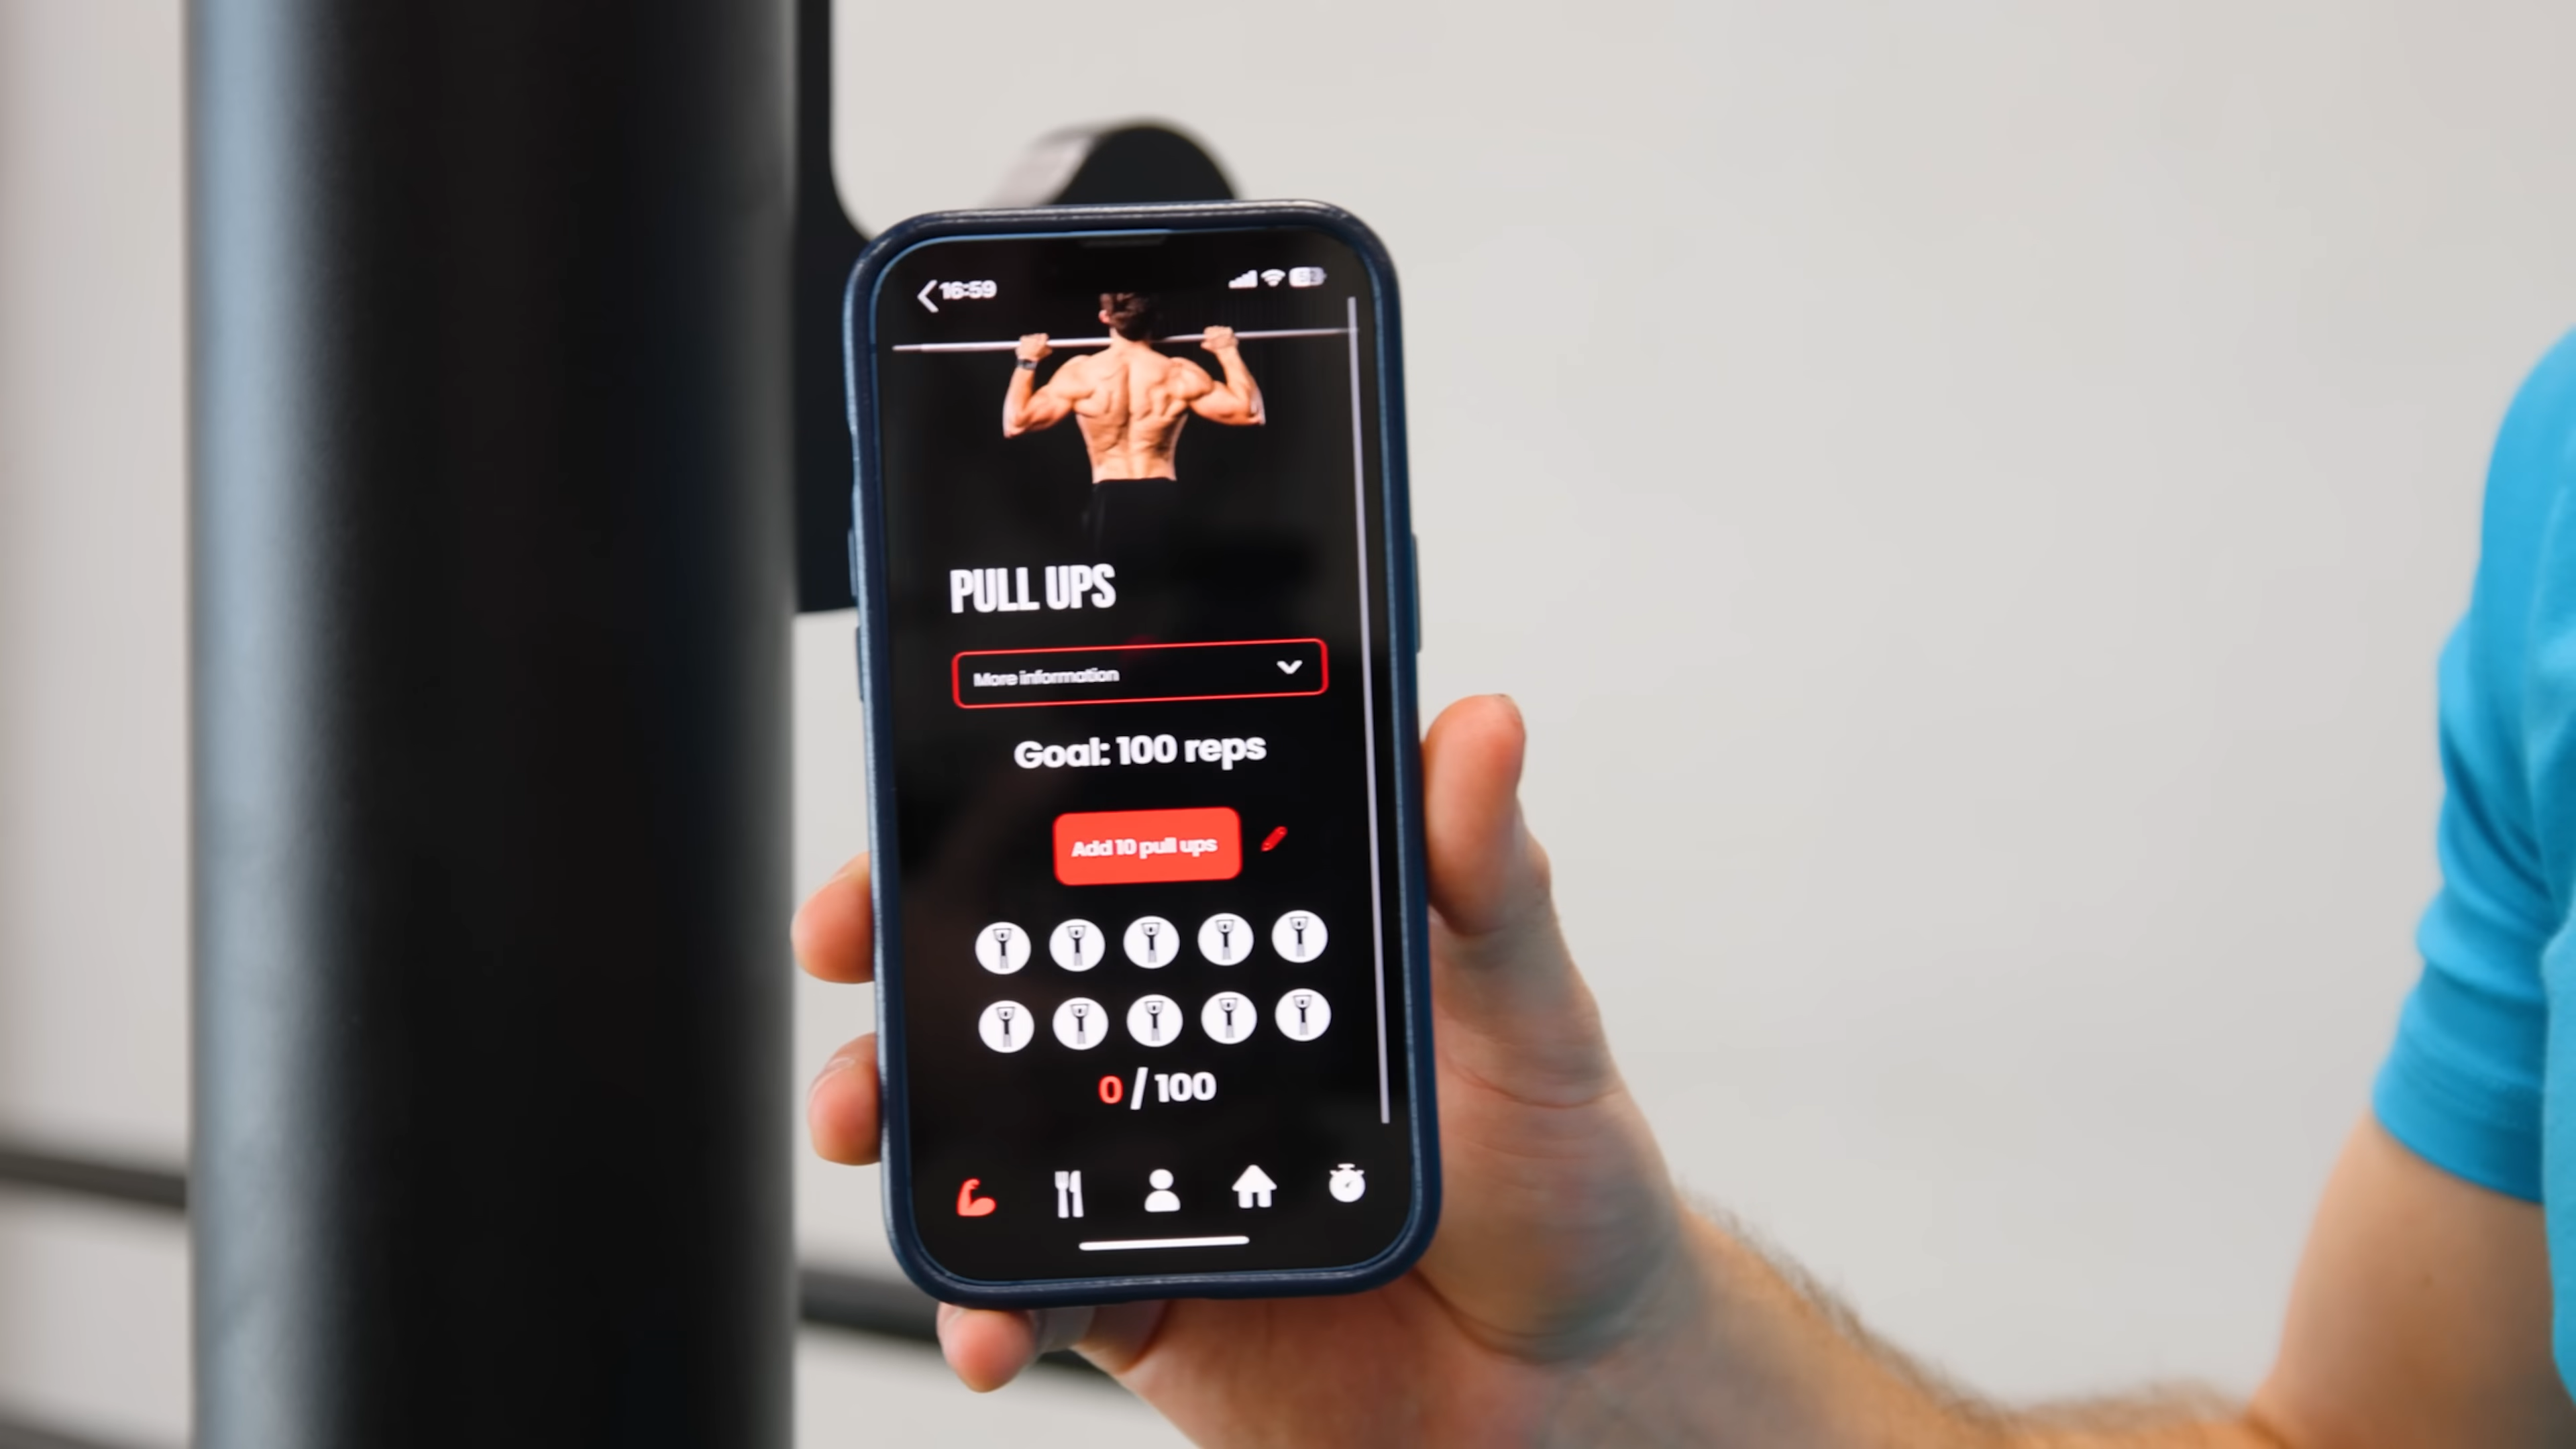 16:59
PULL UPS
More information
Goal: 100 reps
Add 10 pull ups
0 / 100